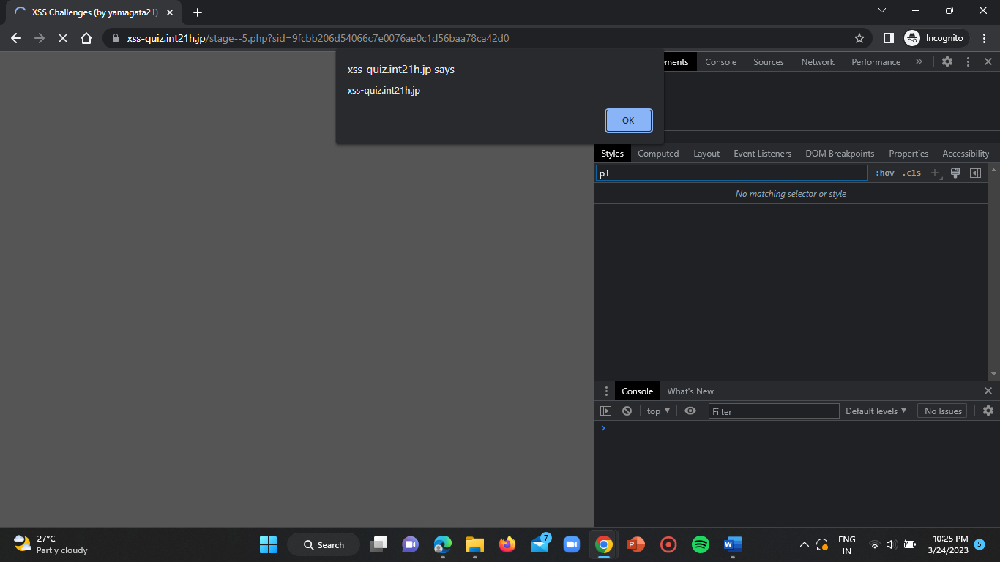 XSS Challenges (by yamagata21)
xss-quiz.int21h.jp/stage--5.php?sid=9fcbb206d54066c7e0076ae0c1d56baa78ca42d0
Incognito
xss-quiz.int21h.jp says
xss-quiz.int21h.jp
OK
ments Console Sources Network Performance
Styles Computed Layout Event Listeners DOM Breakpoints Properties Accessibility
p1 :hov .cls
No matching selector or style
Console What's New
top Filter Default levels No Issues
27°C
Partly cloudy
Search
7
ENG
IN
10:25 PM
3/24/2023
5